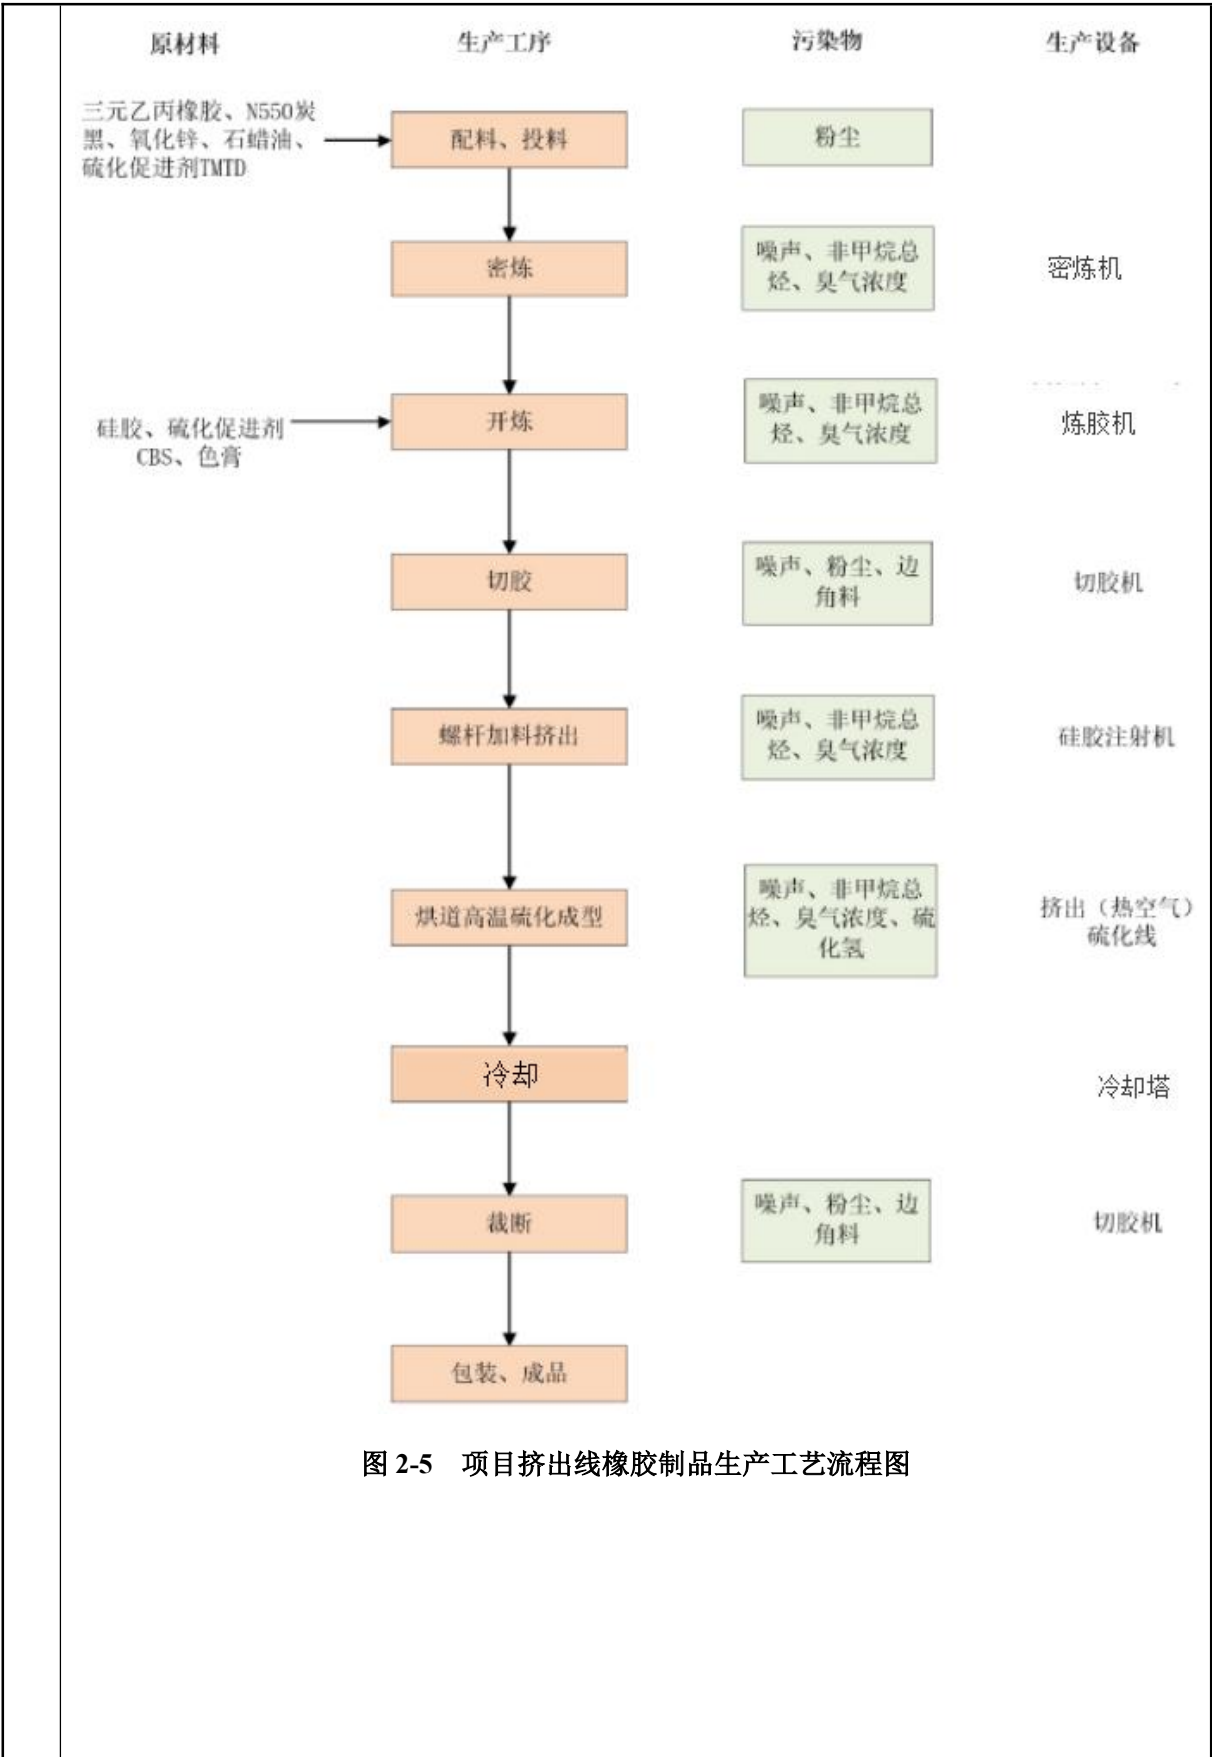 原材料
生产工序
污染物
生产设备
三元乙丙橡胶、N550炭
黑、氧化锌、石蜡油、
硫化促进剂TMTD
配料、投料
粉尘
密炼
噪声、非甲烷总
烃、臭气浓度
密炼机
硅胶、硫化促进剂
CBS、色膏
开炼
噪声、非甲烷总
烃、臭气浓度
炼胶机
切胶
噪声、粉尘、边
角料
切胶机
螺杆加料挤出
噪声、非甲烷总
烃、臭气浓度
硅胶注射机
烘道高温硫化成型
噪声、非甲烷总
烃、臭气浓度、硫
化氢
挤出（热空气）
硫化线
冷却
冷却塔
裁断
噪声、粉尘、边
角料
切胶机
包装、成品
图 2-5 项目挤出线橡胶制品生产工艺流程图